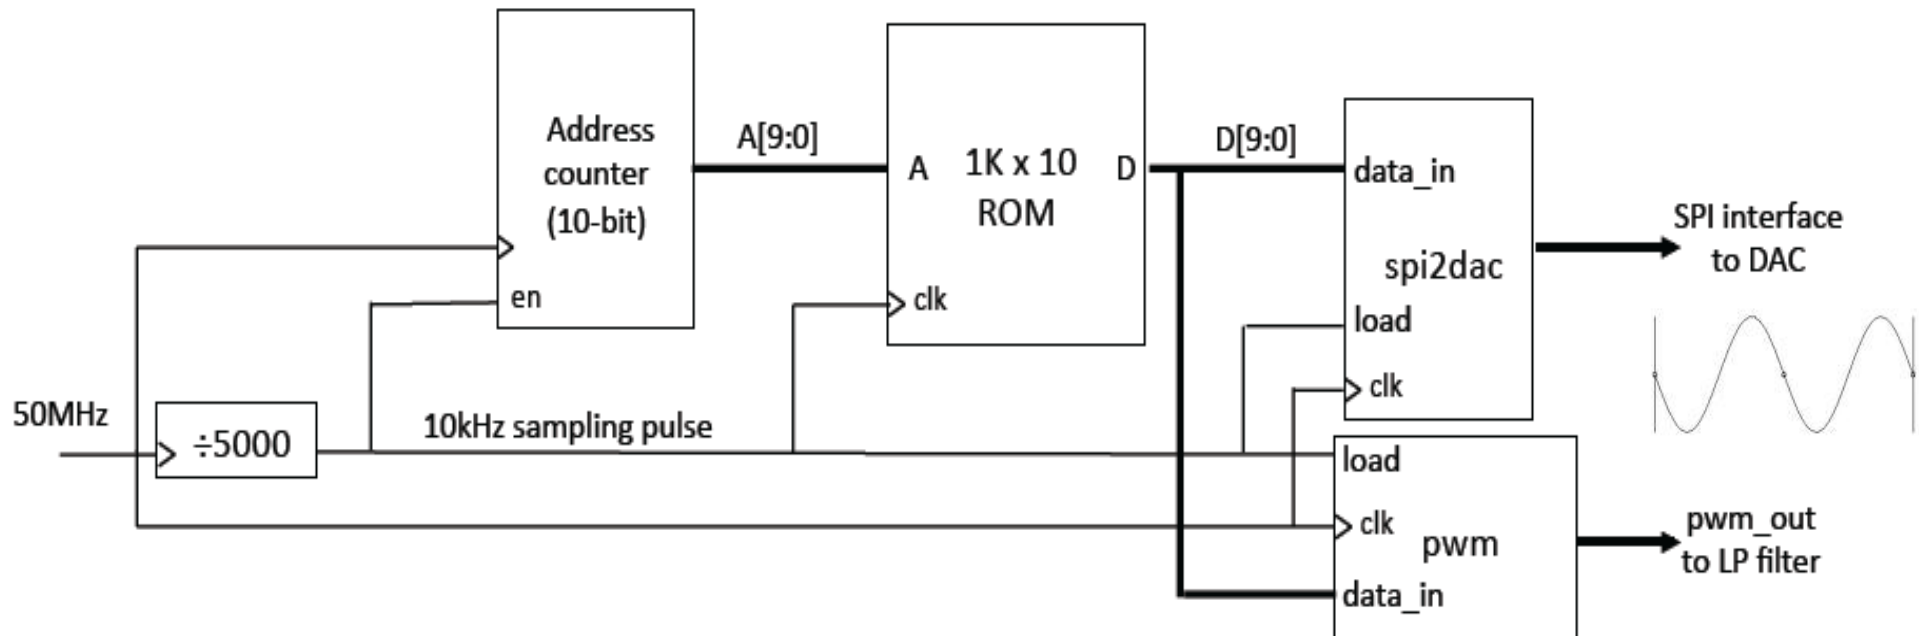 50MHz
÷5000
10kHz sampling pulse
Address
counter
(10-bit)
en
A[9:0]
A
1K x 10
ROM
D
clk
D[9:0]
data_in
spi2dac
load
clk
SPI interface
to DAC
load
clk
pwm
data_in
pwm_out
to LP filter